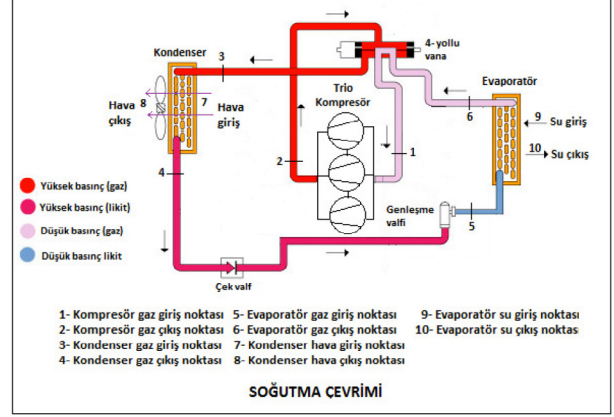 4- yollu
vana
Kondenser
3
Evaporatör
Trio
Kompresör
6
Hava
çıkış
8
7
Hava
giriş
9
Su giriş
10
Su çıkış
2
1
4
Genleşme
valfi
5
Yüksek basınç (gaz)
Yüksek basınç (likit)
Düşük basınç (gaz)
Düşük basınç likit
Çek valf
1- Kompresör gaz giriş noktası 5- Evaporatör gaz giriş noktası 9- Evaporatör su giriş noktası
2- Kompresör gaz çıkış noktası 6- Evaporatör gaz çıkış noktası 10- Evaporatör su çıkış noktası
3- Kondenser gaz giriş noktası 7- Kondenser hava giriş noktası
4- Kondenser gaz çıkış noktası 8- Kondenser hava çıkış noktası
SOĞUTMA ÇEVRİMİ